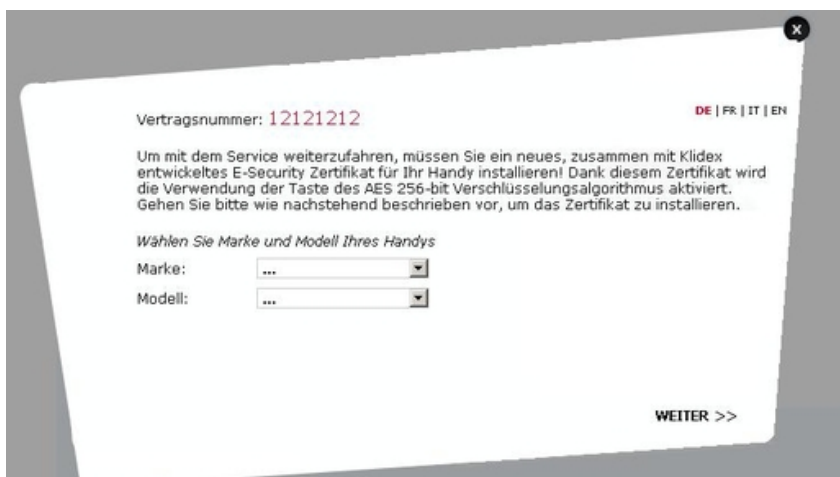 X
Vertragsnummer: 12121212
DE | FR | IT | EN
Um mit dem Service weiterzufahren, müssen Sie ein neues, zusammen mit Klidex
entwickeltes E-Security Zertifikat für Ihr Handy installieren! Dank diesem Zertifikat wird
die Verwendung der Taste des AES 256-bit Verschlüsselungsalgorithmus aktiviert.
Gehen Sie bitte wie nachstehend beschrieben vor, um das Zertifikat zu installieren.
Wählen Sie Marke und Modell Ihres Handys
Marke: ...
Modell: ...
WEITER >>